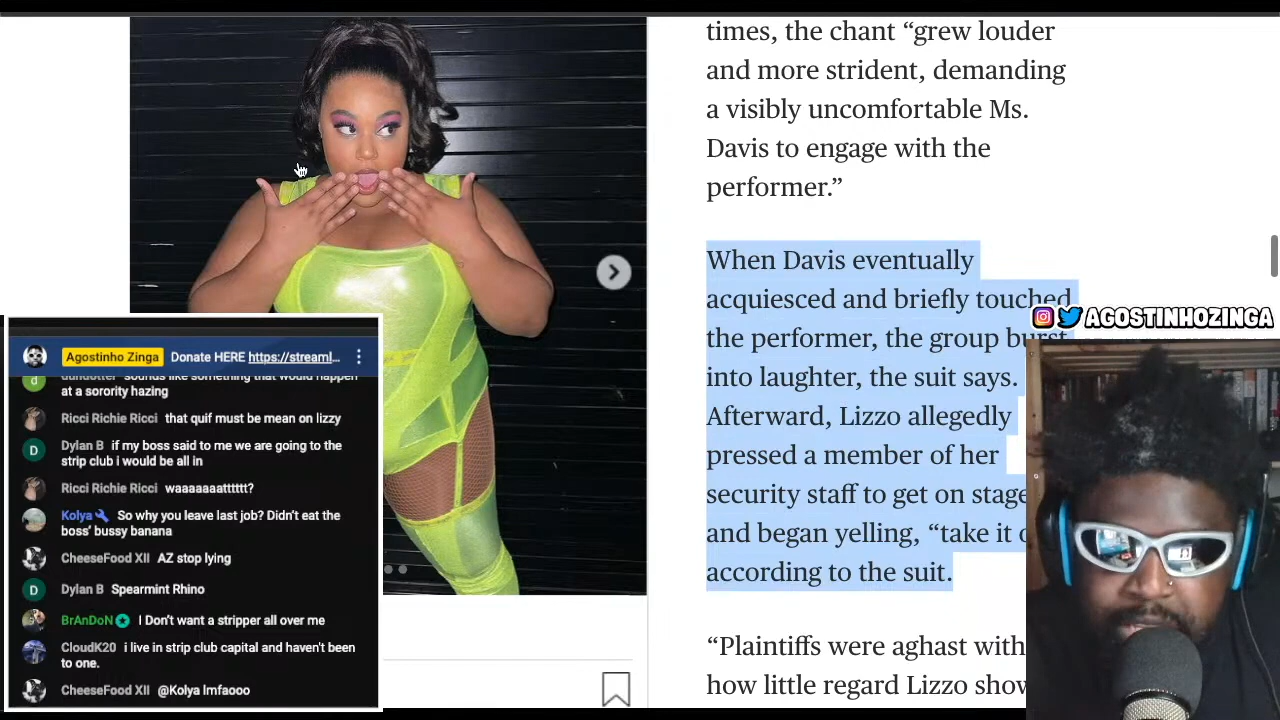 times, the chant “grew louder
and more strident, demanding
a visibly uncomfortable Ms.
Davis to engage with the
performer.”
When Davis eventually
acquiesced and briefly touched
the performer, the group burst
into laughter, the suit says.
Afterward, Lizzo allegedly
pressed a member of her
security staff to get on stage
and began yelling, “take it
according to the suit.
“Plaintiffs were aghast with
how little regard Lizzo
AGOSTINHOZINGA
Agostinho Zinga Donate HERE https://streaml...
sounds like something that would happen
at a sorority hazing
Ricci Richie Ricci that quif must be mean on lizzy
D Dylan B if my boss said to me we are going to the
strip club i would be all in
Ricci Richie Ricci waaaaaaatttttt?
Kolya So why you leave last job? Didn’t eat the
boss’ bussy banana
CheeseFood XII AZ stop lying
D Dylan B Spearmint Rhino
BrAnDoN I Don’t want a stripper all over me
CloudK20 i live in strip club capital and haven’t been
to one.
CheeseFood XII @Kolya lmfaooo